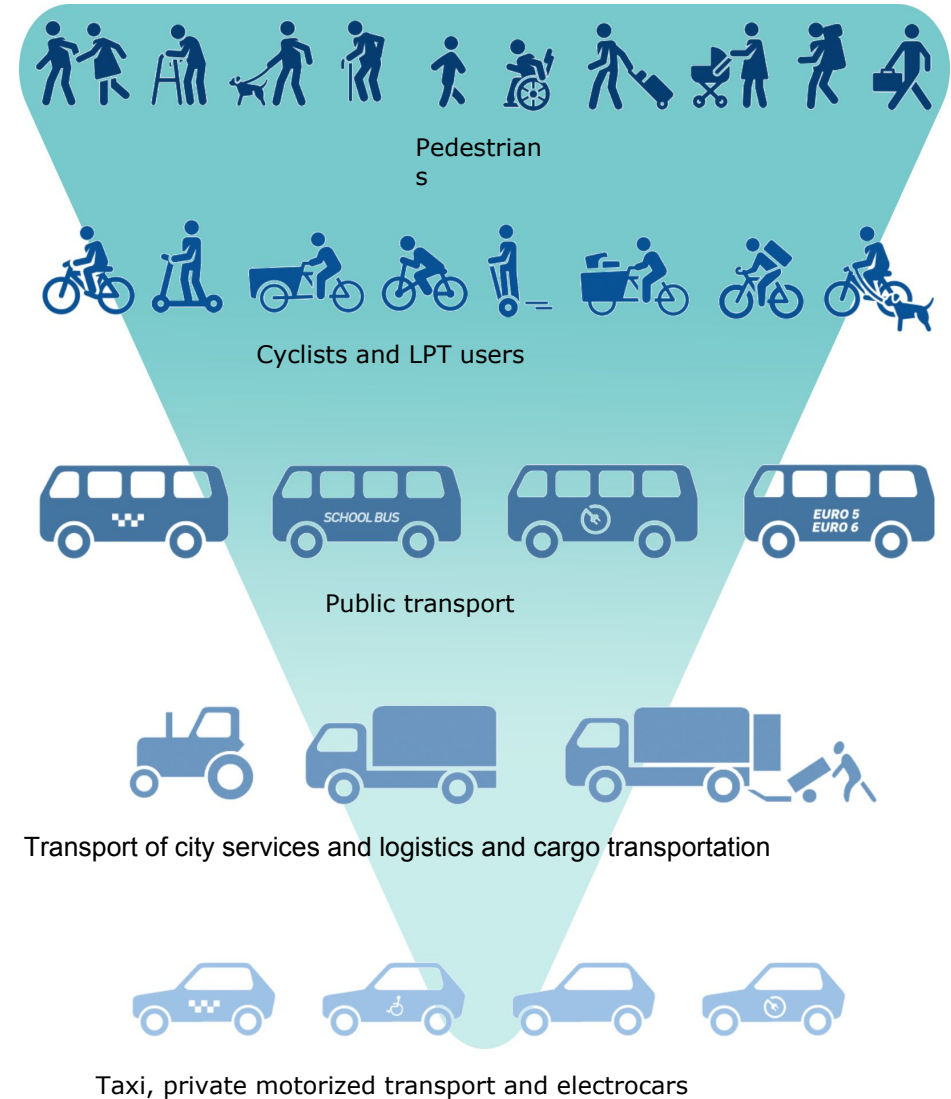 Pedestrian
s
Cyclists and LPT users
SCHOOL BUS
EURO 5
EURO 6
Public transport
Transport of city services and logistics and cargo transportation
Taxi, private motorized transport and electrocars